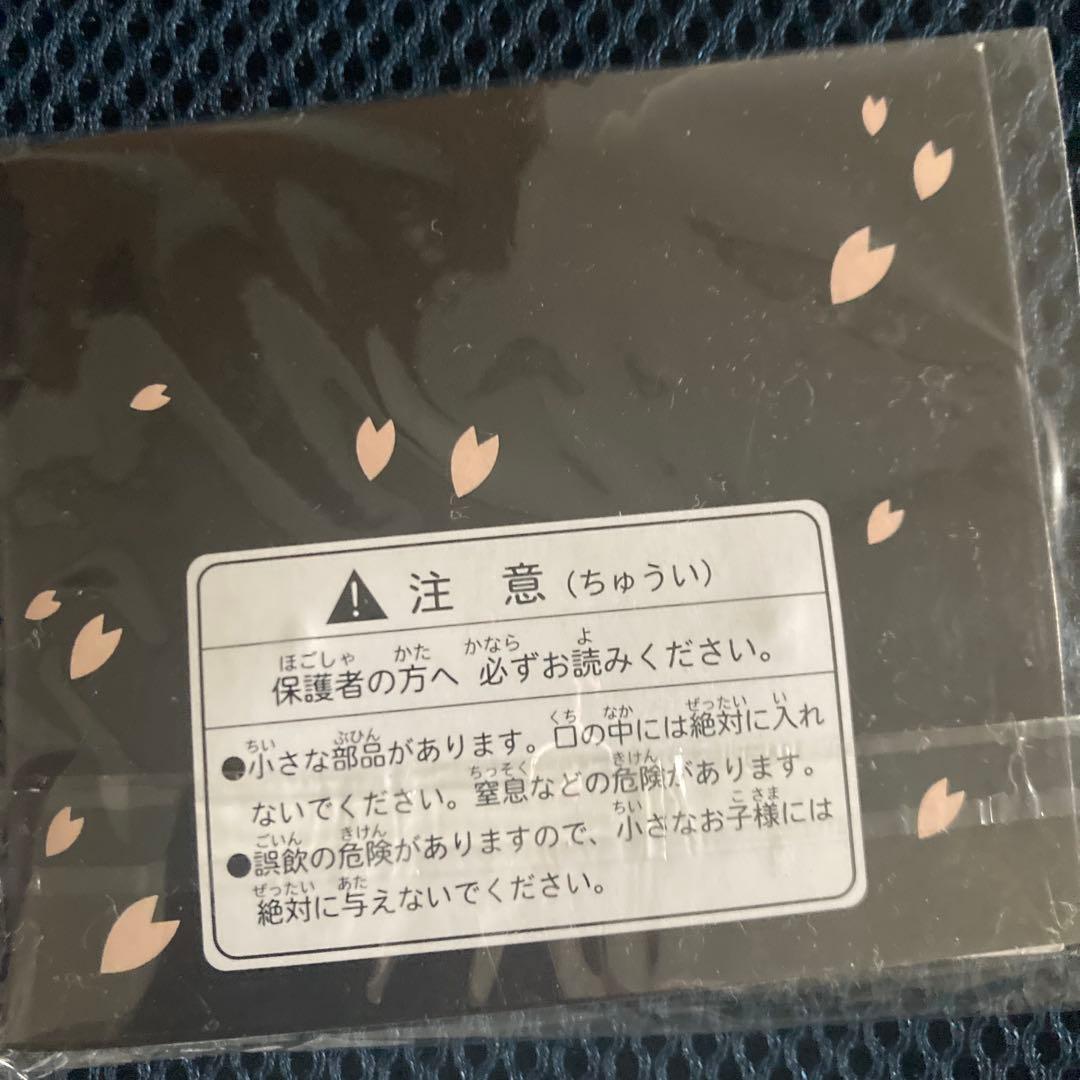 注 意 (ちゅうい)
ほごしゃ かた かなら よ
保護者の方へ 必ずお読みください。
ちい ぶひん くち なか ぜったい い
●小さな部品があります。口の中には絶対に入れ
ちっそく きけん
ないでください。窒息などの危険があります。
ごいん きけん ちい こさま
●誤飲の危険がありますので、小さなお子様には
ぜったい あた
絶対に与えないでください。